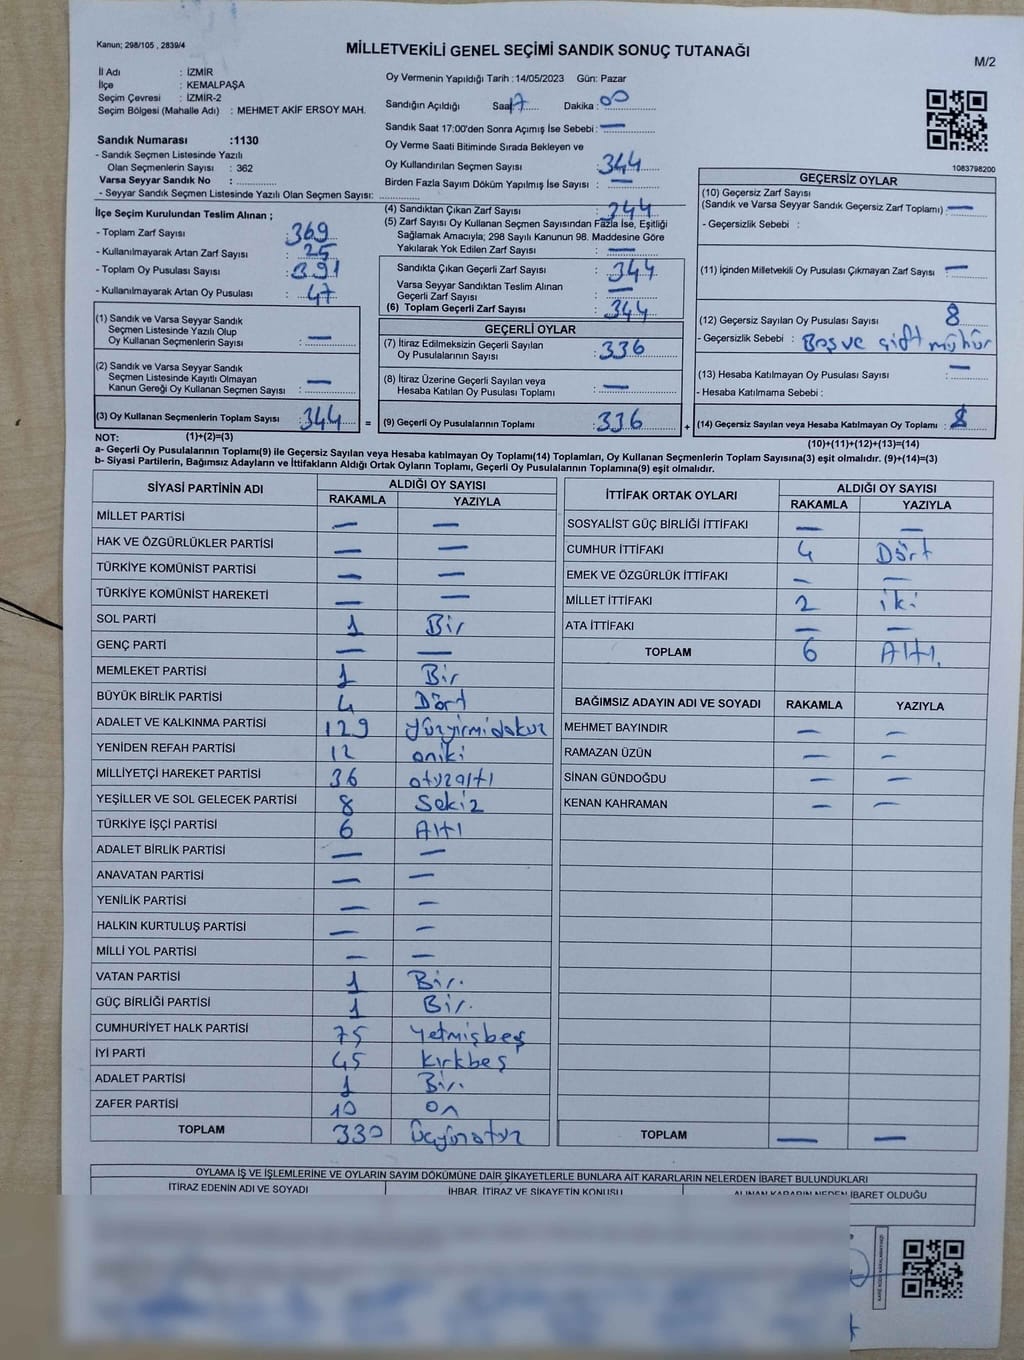 Kanun; 298/105 , 2839/4
MİLLETVEKİLİ GENEL SEÇİMİ SANDIK SONUÇ TUTANAĞI
M/2
İl Adı : İZMİR
İlçe : KEMALPAŞA
Seçim Çevresi : İZMİR-2
Seçim Bölgesi (Mahalle Adı) : MEHMET AKİF ERSOY MAH.
Sandık Numarası :1130
- Sandık Seçmen Listesinde Yazılı
Olan Seçmenlerin Sayısı : 362
Varsa Seyyar Sandık No :
- Seyyar Sandık Seçmen Listesinde Yazılı Olan Seçmen Sayısı:
Oy Vermenin Yapıldığı Tarih :14/05/2023 Gün: Pazar
Sandığın Açıldığı Saat 17 Dakika : 00
Sandık Saat 17:00'den Sonra Açımış İse Sebebi : —
Oy Verme Saati Bitiminde Sırada Bekleyen ve
Oy Kullandırılan Seçmen Sayısı : 344
Birden Fazla Sayım Döküm Yapılmış İse Sayısı : —
1083798200
İlçe Seçim Kurulundan Teslim Alınan ;
- Toplam Zarf Sayısı : 369
- Kullanılmayarak Artan Zarf Sayısı : 25
- Toplam Oy Pusulası Sayısı : 391
- Kullanılmayarak Artan Oy Pusulası : 47
(4) Sandıktan Çıkan Zarf Sayısı : 344
(5) Zarf Sayısı Oy Kullanan Seçmen Sayısından Fazla İse, Eşitliği
Sağlamak Amacıyla; 298 Sayılı Kanunun 98. Maddesine Göre
Yakılarak Yok Edilen Zarf Sayısı : —
Sandıkta Çıkan Geçerli Zarf Sayısı : 344
Varsa Seyyar Sandıktan Teslim Alınan
Geçerli Zarf Sayısı : —
(6) Toplam Geçerli Zarf Sayısı : 344
GEÇERSİZ OYLAR
(10) Geçersiz Zarf Sayısı
(Sandık ve Varsa Seyyar Sandık Geçersiz Zarf Toplamı) : —
- Geçersizlik Sebebi :
(11) İçinden Milletvekili Oy Pusulası Çıkmayan Zarf Sayısı : —
(12) Geçersiz Sayılan Oy Pusulası Sayısı : 8
- Geçersizlik Sebebi : Boş ve çift mühür
(13) Hesaba Katılmayan Oy Pusulası Sayısı : —
- Hesaba Katılmama Sebebi :
(14) Geçersiz Sayılan veya Hesaba Katılmayan Oy Toplamı : 8
(10)+(11)+(12)+(13)=(14)
(1) Sandık ve Varsa Seyyar Sandık
Seçmen Listesinde Yazılı Olup
Oy Kullanan Seçmenlerin Sayısı : —
(2) Sandık ve Varsa Seyyar Sandık
Seçmen Listesinde Kayıtlı Olmayan
Kanun Gereği Oy Kullanan Seçmen Sayısı : —
(3) Oy Kullanan Seçmenlerin Toplam Sayısı : 344 =
(1)+(2)=(3)
GEÇERLİ OYLAR
(7) İtiraz Edilmeksizin Geçerli Sayılan
Oy Pusulalarının Sayısı : 336
(8) İtiraz Üzerine Geçerli Sayılan veya
Hesaba Katılan Oy Pusulası Toplamı : —
(9) Geçerli Oy Pusulalarının Toplamı : 336 +
NOT:
a- Geçerli Oy Pusulalarının Toplamı(9) ile Geçersiz Sayılan veya Hesaba katılmayan Oy Toplamı(14) Toplamları, Oy Kullanan Seçmenlerin Toplam Sayısına(3) eşit olmalıdır. (9)+(14)=(3)
b- Siyasi Partilerin, Bağımsız Adayların ve İttifakların Aldığı Ortak Oyların Toplamı, Geçerli Oy Pusulalarının Toplamına(9) eşit olmalıdır.
SİYASİ PARTİNİN ADI ALDIĞI OY SAYISI
RAKAMLA YAZIYLA
MİLLET PARTİSİ — —
HAK VE ÖZGÜRLÜKLER PARTİSİ — —
TÜRKİYE KOMÜNİST PARTİSİ — —
TÜRKİYE KOMÜNİST HAREKETİ — —
SOL PARTİ 1 Bir
GENÇ PARTİ — —
MEMLEKET PARTİSİ 1 Bir
BÜYÜK BİRLİK PARTİSİ 4 Dört
ADALET VE KALKINMA PARTİSİ 129 Yüzyirmidokuz
YENİDEN REFAH PARTİSİ 12 oniki
MİLLİYETÇİ HAREKET PARTİSİ 36 otuzaltı
YEŞİLLER VE SOL GELECEK PARTİSİ 8 Sekiz
TÜRKİYE İŞÇİ PARTİSİ 6 Altı
ADALET BİRLİK PARTİSİ — —
ANAVATAN PARTİSİ — —
YENİLİK PARTİSİ — —
HALKIN KURTULUŞ PARTİSİ — —
MİLLİ YOL PARTİSİ — —
VATAN PARTİSİ 1 Bir.
GÜÇ BİRLİĞİ PARTİSİ 1 Bir.
CUMHURİYET HALK PARTİSİ 75 Yetmişbeş
İYİ PARTİ 45 Kırkbeş
ADALET PARTİSİ 1 Bir.
ZAFER PARTİSİ 10 On
TOPLAM 330 Üçyüzotuz
İTTİFAK ORTAK OYLARI ALDIĞI OY SAYISI
RAKAMLA YAZIYLA
SOSYALİST GÜÇ BİRLİĞİ İTTİFAKI — —
CUMHUR İTTİFAKI 4 Dört
EMEK VE ÖZGÜRLÜK İTTİFAKI — —
MİLLET İTTİFAKI 2 iki
ATA İTTİFAKI — —
TOPLAM 6 Altı.
BAĞIMSIZ ADAYIN ADI VE SOYADI RAKAMLA YAZIYLA
MEHMET BAYINDIR — —
RAMAZAN ÜZÜN — —
SİNAN GÜNDOĞDU — —
KENAN KAHRAMAN — —
TOPLAM — —
OYLAMA İŞ VE İŞLEMLERİNE VE OYLARIN SAYIM DÖKÜMÜNE DAİR ŞİKAYETLERLE BUNLARA AİT KARARLARIN NELERDEN İBARET BULUNDUKLARI
İTİRAZ EDENİN ADI VE SOYADI İHBAR, İTİRAZ VE ŞİKAYETİN KONUSU ALINAN KARARIN NEDEN İBARET OLDUĞU